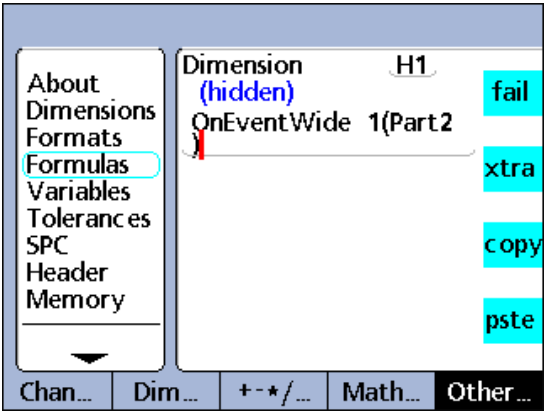 About
Dimensions
Formats
Formulas
Variables
Tolerances
SPC
Header
Memory
Dimension H1
(hidden)
OnEventWide 1(Part2
)
fail
xtra
copy
pste
Chan... Dim... +-*/... Math... Other...